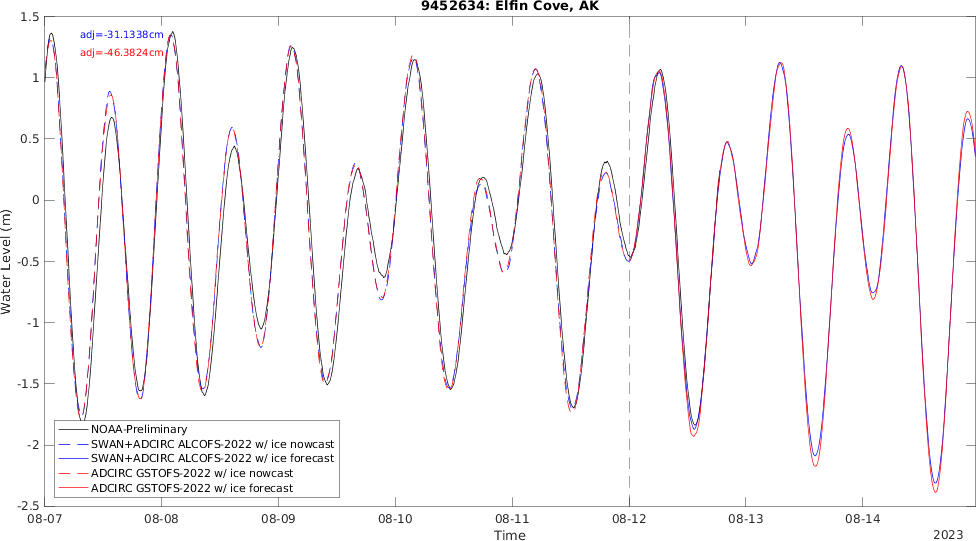 9452634: Elfin Cove, AK
adj=-31.1338cm
adj=-46.3824cm
1.5
1
0.5
0
-0.5
-1
-1.5
-2
-2.5
Water Level (m)
NOAA-Preliminary
SWAN+ADCIRC ALCOFS-2022 w/ ice nowcast
SWAN+ADCIRC ALCOFS-2022 w/ ice forecast
ADCIRC GSTOFS-2022 w/ ice nowcast
ADCIRC GSTOFS-2022 w/ ice forecast
08-07 08-08 08-09 08-10 08-11 08-12 08-13 08-14
Time
2023